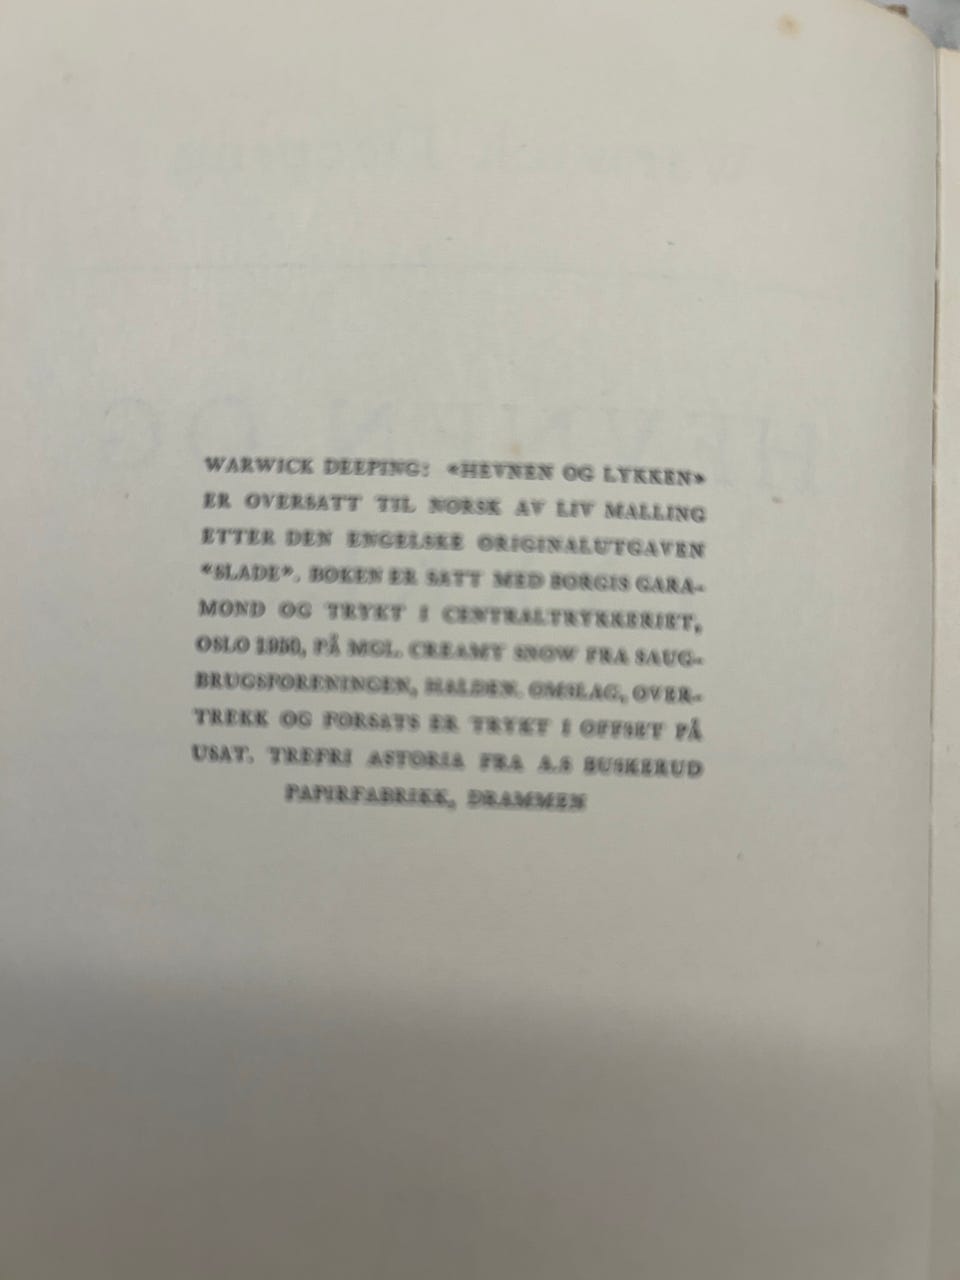 WARWICK DEEPING: «HEVNEN OG LYKKEN»
ER OVERSATT TIL NORSK AV LIV MALLING
ETTER DEN ENGELSKE ORIGINALUTGAVEN
«SLADE». BOKEN ER SATT MED BORGIS GARA-
MOND OG TRYKT I CENTRALTRYKKERIET,
OSLO 1950, PÅ MGL. CREAMY SNOW FRA SAUG-
BRUGSFORENINGEN, HALDEN. OMSLAG, OVER-
TREKK OG FORSATS ER TRYKT I OFFSET PÅ
USAT. TREFRI ASTORIA FRA A.S BUSKERUD
PAPIRFABRIKK, DRAMMEN